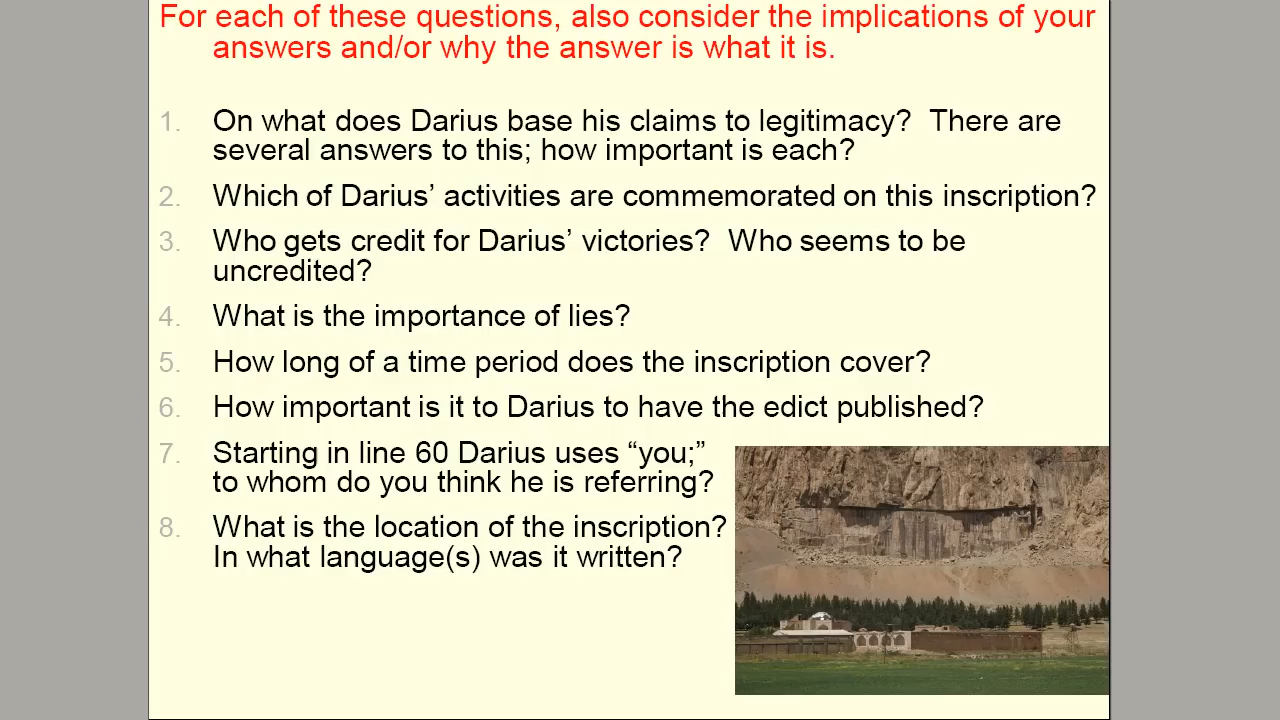 For each of these questions, also consider the implications of your
answers and/or why the answer is what it is.
1. On what does Darius base his claims to legitimacy?  There are
several answers to this; how important is each?
2. Which of Darius’ activities are commemorated on this inscription?
3. Who gets credit for Darius’ victories?  Who seems to be
uncredited?
4. What is the importance of lies?
5. How long of a time period does the inscription cover?
6. How important is it to Darius to have the edict published?
7. Starting in line 60 Darius uses “you;”
to whom do you think he is referring?
8. What is the location of the inscription?
In what language(s) was it written?